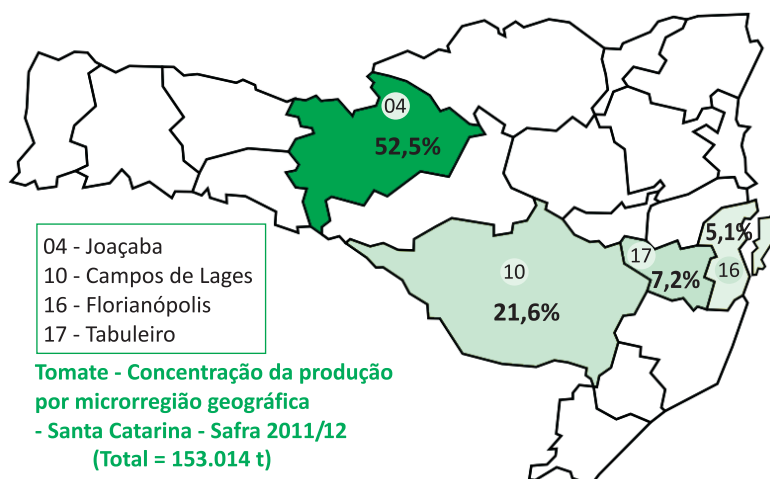 04
52,5%
5,1%
17
16
7,2%
10
21,6%
04 - Joaçaba
10 - Campos de Lages
16 - Florianópolis
17 - Tabuleiro
Tomate - Concentração da produção
por microrregião geográfica
- Santa Catarina - Safra 2011/12
(Total = 153.014 t)